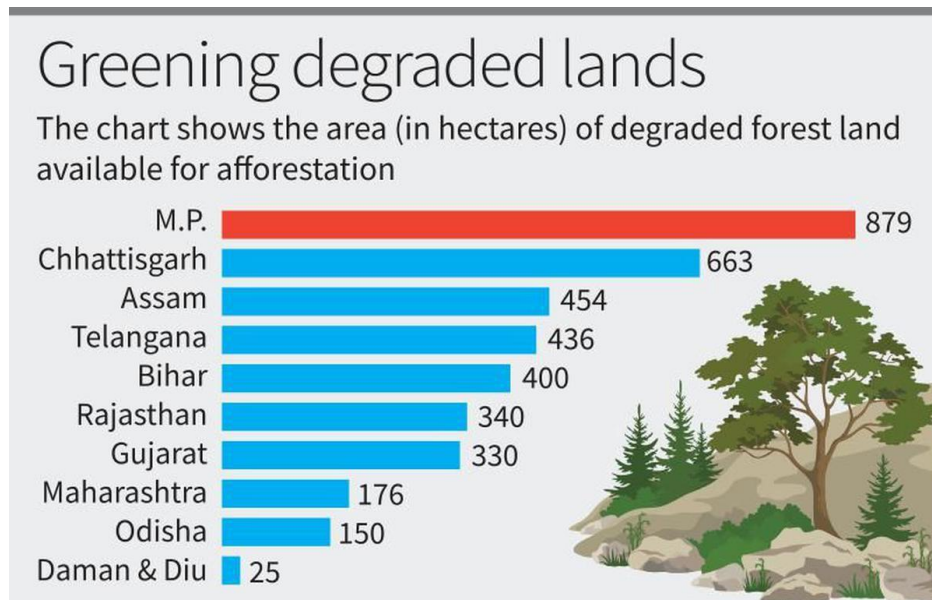 Greening degraded lands
The chart shows the area (in hectares) of degraded forest land
available for afforestation
M.P. 879
Chhattisgarh 663
Assam 454
Telangana 436
Bihar 400
Rajasthan 340
Gujarat 330
Maharashtra 176
Odisha 150
Daman & Diu 25